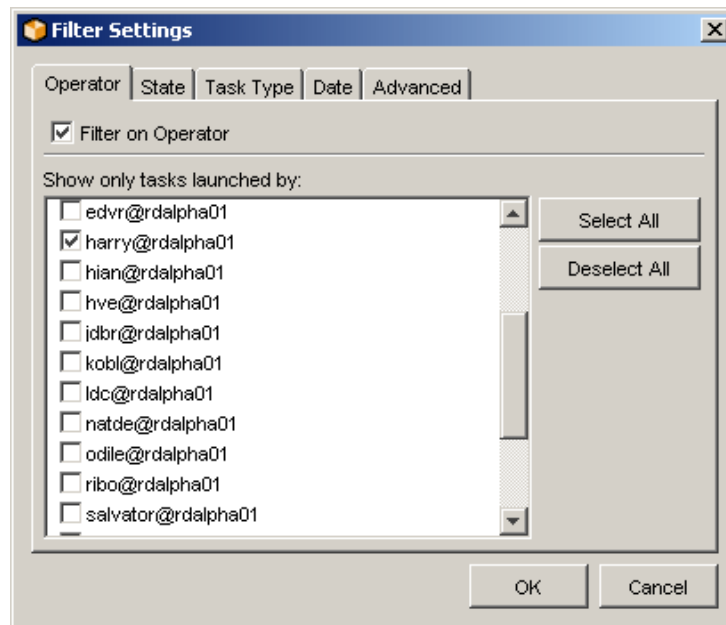 Filter Settings
Operator State Task Type Date Advanced
Filter on Operator
Show only tasks launched by:
edvr@rdalpha01
harry@rdalpha01
hian@rdalpha01
hve@rdalpha01
jdbr@rdalpha01
kobl@rdalpha01
ldc@rdalpha01
natde@rdalpha01
odile@rdalpha01
ribo@rdalpha01
salvator@rdalpha01
Select All
Deselect All
OK Cancel